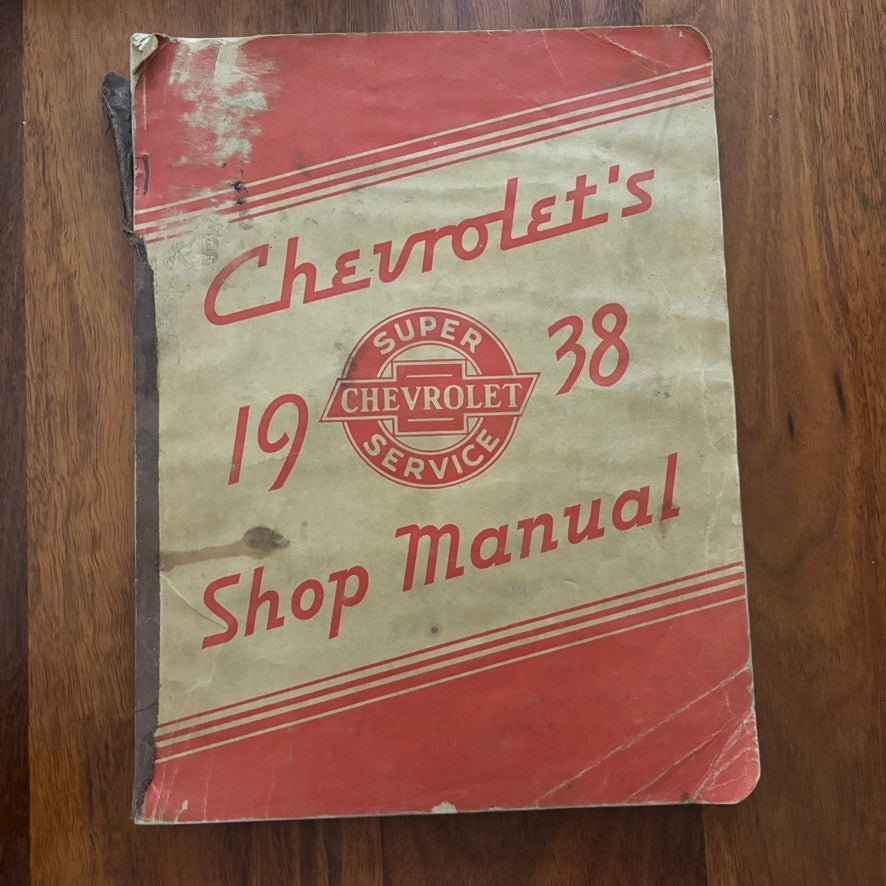 Chevrolet's
19 38
SUPER
CHEVROLET
SERVICE
Shop Manual